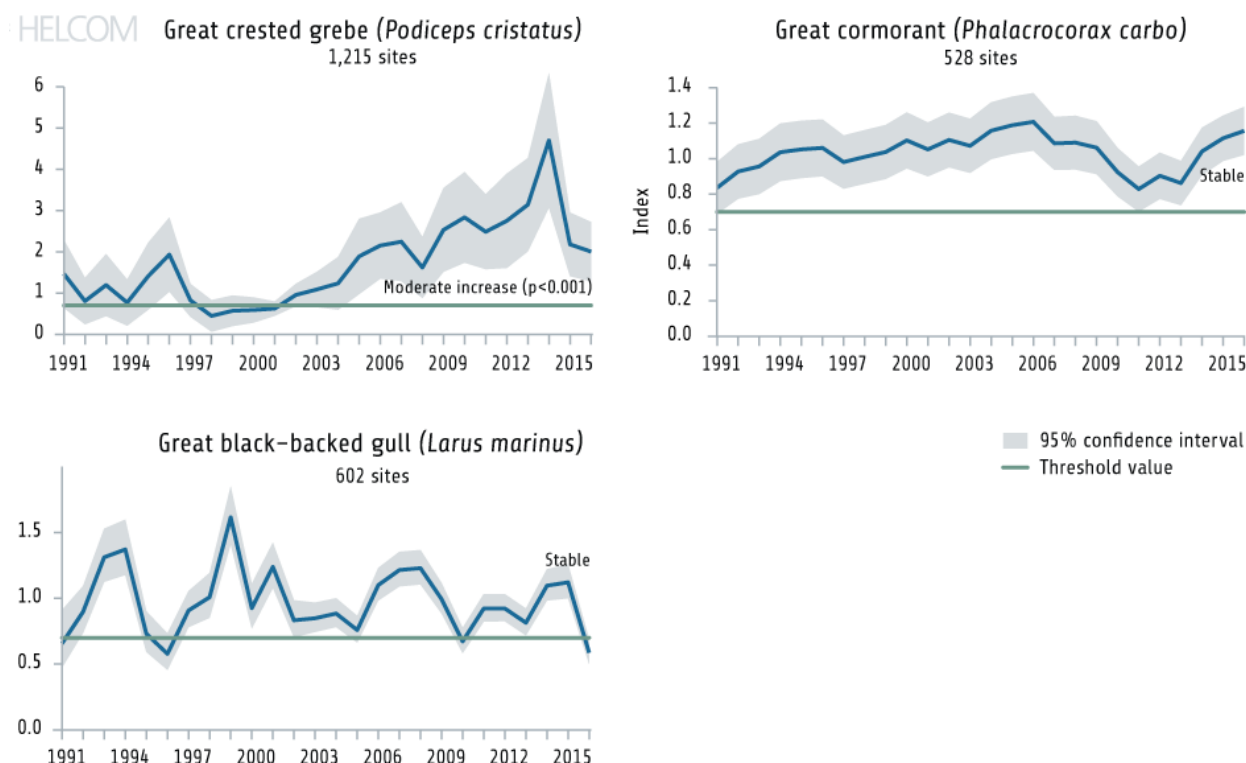 HELCOM
Great crested grebe (Podiceps cristatus)
1,215 sites
6
5
4
3
2
1
0
Moderate increase (p<0.001)
1991 1994 1997 2000 2003 2006 2009 2012 2015
Great cormorant (Phalacrocorax carbo)
528 sites
Index
1.4
1.2
1.0
0.8
0.6
0.4
0.2
0.0
Stable
1991 1994 1997 2000 2003 2006 2009 2012 2015
Great black-backed gull (Larus marinus)
602 sites
1.5
1.0
0.5
0.0
Stable
1991 1994 1997 2000 2003 2006 2009 2012 2015
95% confidence interval
Threshold value